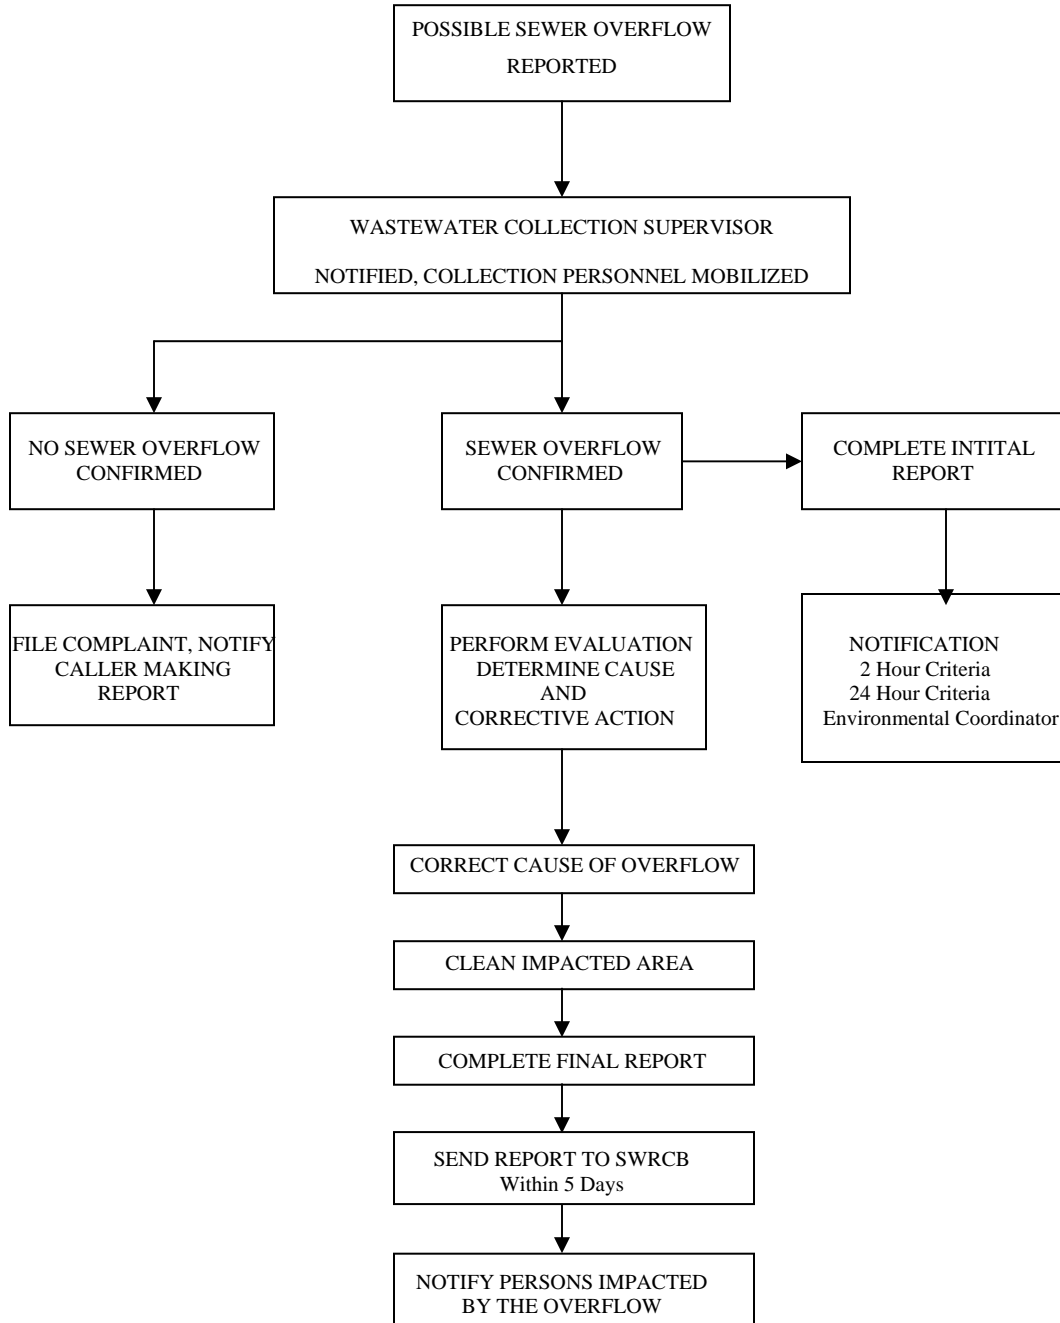 POSSIBLE SEWER OVERFLOW
REPORTED
WASTEWATER COLLECTION SUPERVISOR
NOTIFIED, COLLECTION PERSONNEL MOBILIZED
NO SEWER OVERFLOW
CONFIRMED
SEWER OVERFLOW
CONFIRMED
COMPLETE INTITAL
REPORT
FILE COMPLAINT, NOTIFY
CALLER MAKING
REPORT
PERFORM EVALUATION
DETERMINE CAUSE
AND
CORRECTIVE ACTION
NOTIFICATION
2 Hour Criteria
24 Hour Criteria
Environmental Coordinator
CORRECT CAUSE OF OVERFLOW
CLEAN IMPACTED AREA
COMPLETE FINAL REPORT
SEND REPORT TO SWRCB
Within 5 Days
NOTIFY PERSONS IMPACTED
BY THE OVERFLOW